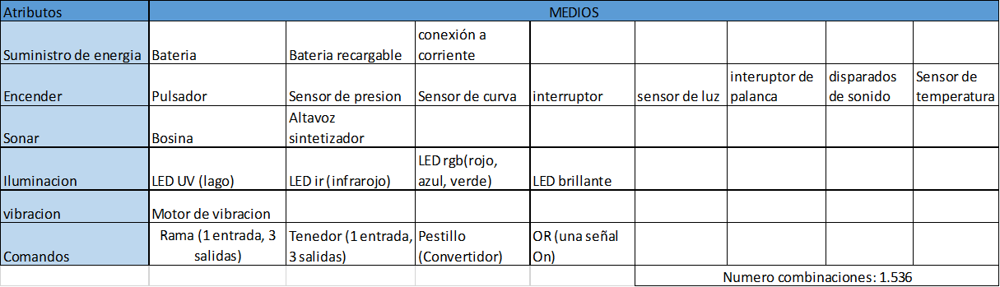 Atributos MEDIOS
conexión a
Suministro de energia Bateria Bateria recargable corriente
interuptor de disparados Sensor de
Encender Pulsador Sensor de presion Sensor de curva interruptor sensor de luz palanca de sonido temperatura
Altavoz
Sonar Bosina sintetizador
LED rgb(rojo,
Iluminacion LED UV (lago) LED ir (infrarojo) azul, verde) LED brillante
vibracion Motor de vibracion
Rama (1 entrada, 3 Tenedor (1 entrada, Pestillo OR (una señal
Comandos salidas) 3 salidas) (Convertidor) On)
Numero combinaciones: 1.536